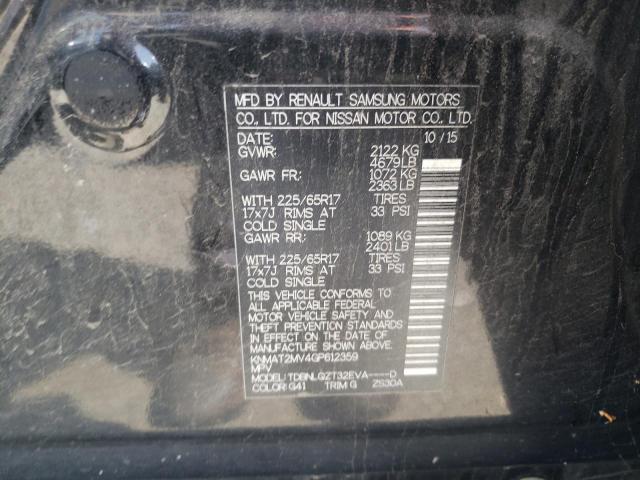 MFD BY RENAULT SAMSUNG MOTORS
CO., LTD. FOR NISSAN MOTOR CO., LTD.
DATE: 10/15
GVWR: 2122 KG
4679 LB
GAWR FR: 1072 KG
2363 LB
WITH 225/65R17 TIRES
17x7J RIMS AT 33 PSI
COLD SINGLE
GAWR RR: 1089 KG
2401 LB
WITH 225/65R17 TIRES
17x7J RIMS AT 33 PSI
COLD SINGLE
THIS VEHICLE CONFORMS TO
ALL APPLICABLE FEDERAL
MOTOR VEHICLE SAFETY AND
THEFT PREVENTION STANDARDS
IN EFFECT ON THE DATE OF
MANUFACTURE SHOWN ABOVE.
KNMAT2MV4GP612359
MPV
MODEL: TDBNLGZT32EVA----D
COLOR: G41 TRIM G ZS30A